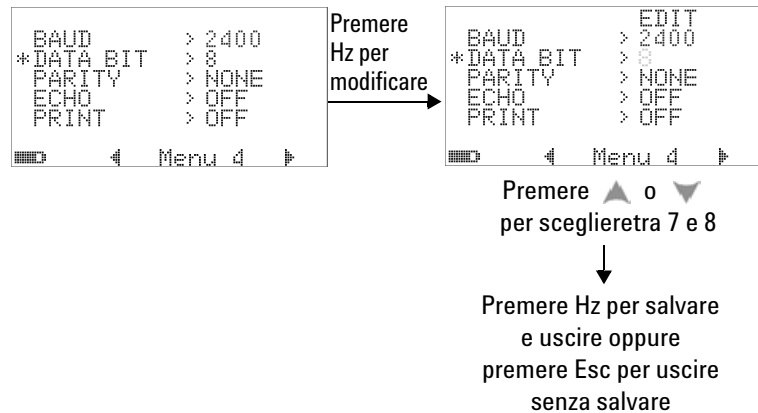 BAUD > 2400
*DATA BIT > 8
PARITY > NONE
ECHO > OFF
PRINT > OFF
Menu 4
Premere
Hz per
modificare
EDIT
BAUD > 2400
*DATA BIT > 8
PARITY > NONE
ECHO > OFF
PRINT > OFF
Menu 4
Premere o
per sceglieretra 7 e 8
Premere Hz per salvare
e uscire oppure
premere Esc per uscire
senza salvare